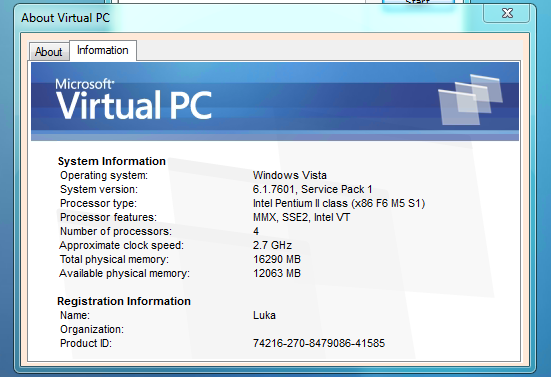 Start
About Virtual PC
About
Information
Microsoft®
Virtual PC
System Information
Operating system: Windows Vista
System version: 6.1.7601, Service Pack 1
Processor type: Intel Pentium II class (x86 F6 M5 S1)
Processor features: MMX, SSE2, Intel VT
Number of processors: 4
Approximate clock speed: 2.7 GHz
Total physical memory: 16290 MB
Available physical memory: 12063 MB
Registration Information
Name: Luka
Organization:
Product ID: 74216-270-8479086-41585